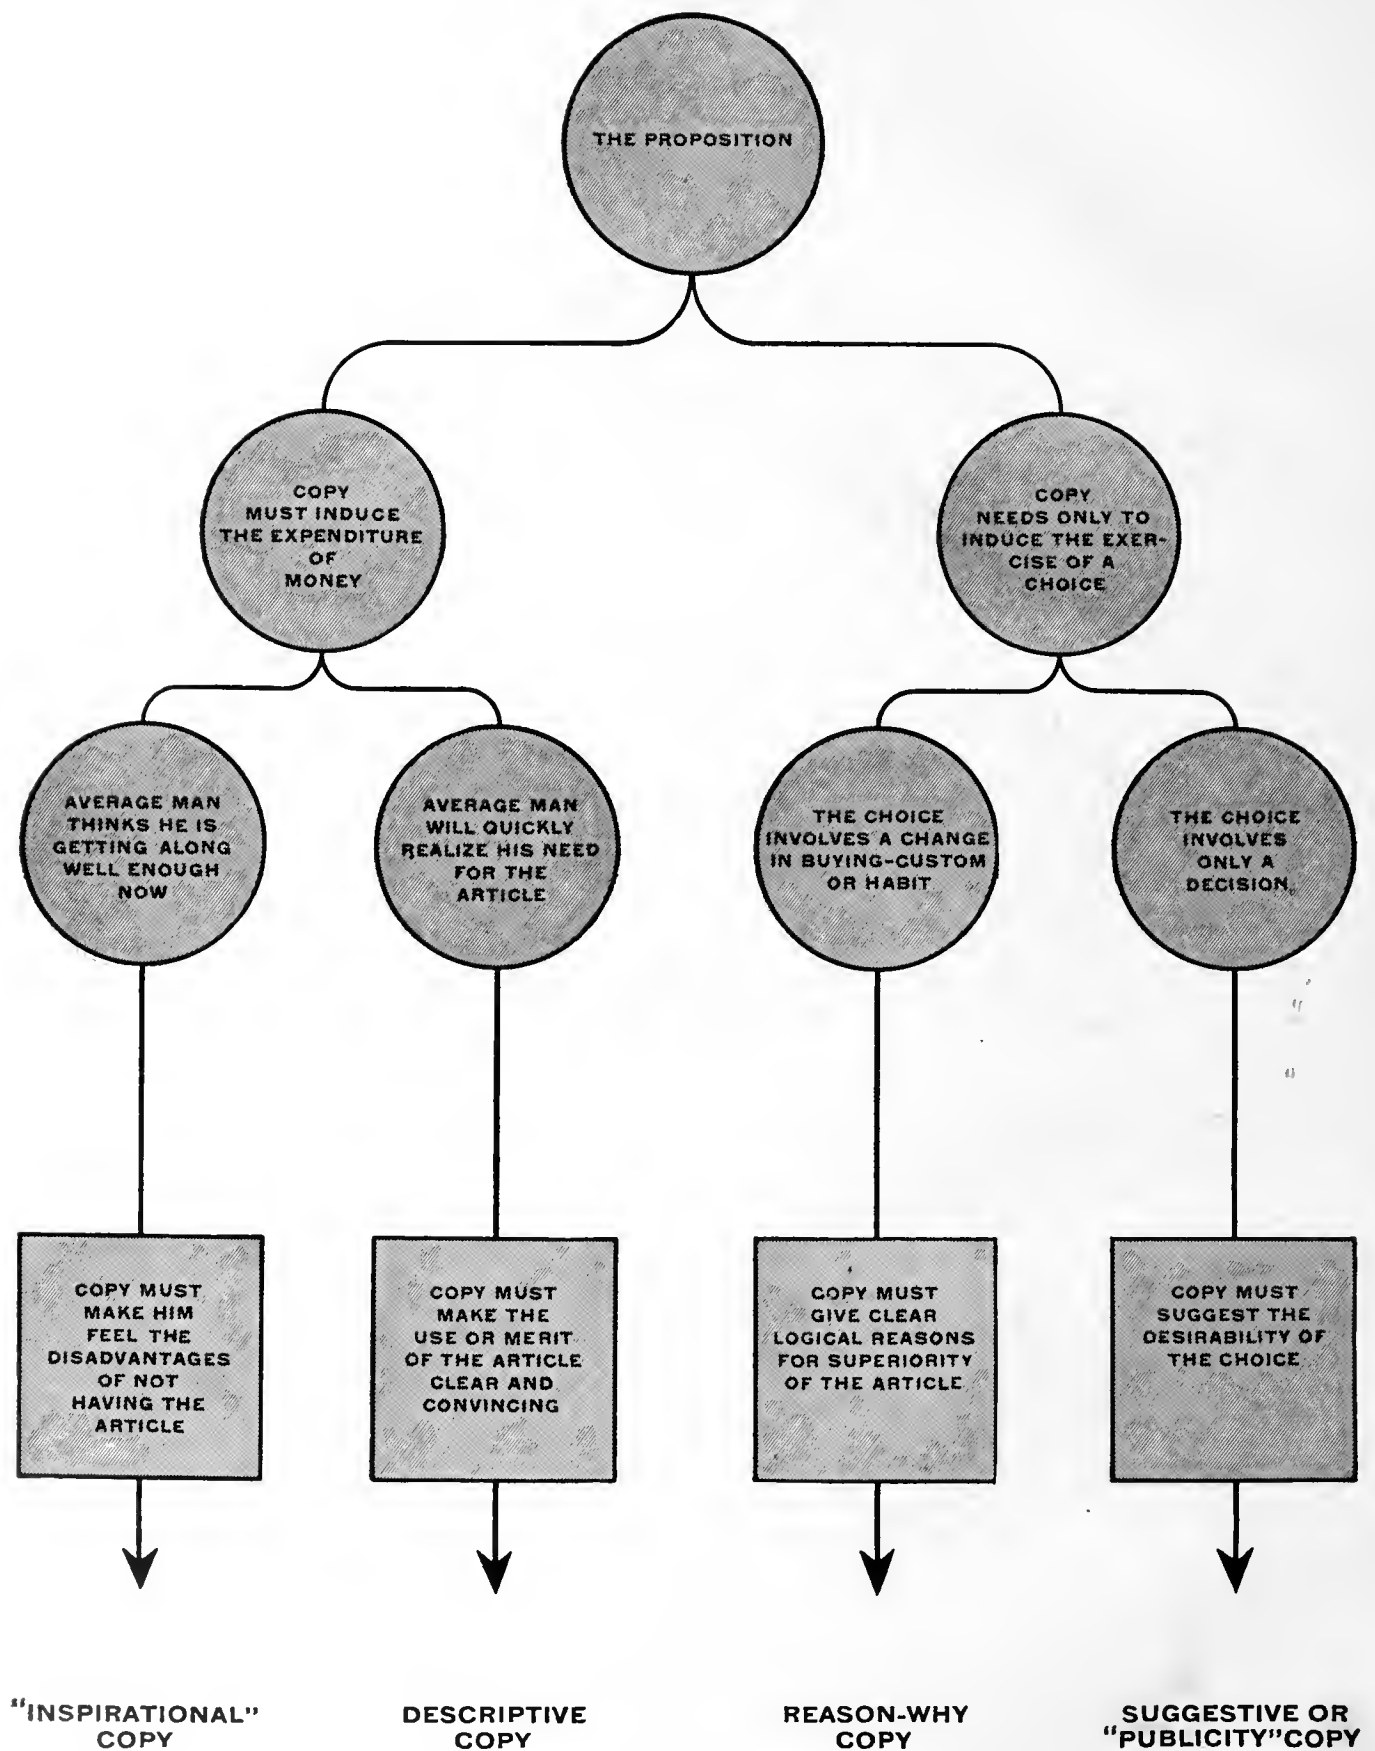 THE PROPOSITION
COPY
MUST INDUCE
THE EXPENDITURE
OF
MONEY
COPY
NEEDS ONLY TO
INDUCE THE EXER-
CISE OF A
CHOICE
AVERAGE MAN
THINKS HE IS
GETTING ALONG
WELL ENOUGH
NOW
AVERAGE MAN
WILL QUICKLY
REALIZE HIS NEED
FOR THE
ARTICLE
THE CHOICE
INVOLVES A CHANGE
IN BUYING-CUSTOM
OR HABIT
THE CHOICE
INVOLVES
ONLY A
DECISION
COPY MUST
MAKE HIM
FEEL THE
DISADVANTAGES
OF NOT
HAVING THE
ARTICLE
COPY MUST
MAKE THE
USE OR MERIT
OF THE ARTICLE
CLEAR AND
CONVINCING
COPY MUST
GIVE CLEAR
LOGICAL REASONS
FOR SUPERIORITY
OF THE ARTICLE
COPY MUST
SUGGEST THE
DESIRABILITY OF
THE CHOICE
"INSPIRATIONAL"
COPY
DESCRIPTIVE
COPY
REASON-WHY
COPY
SUGGESTIVE OR
"PUBLICITY" COPY